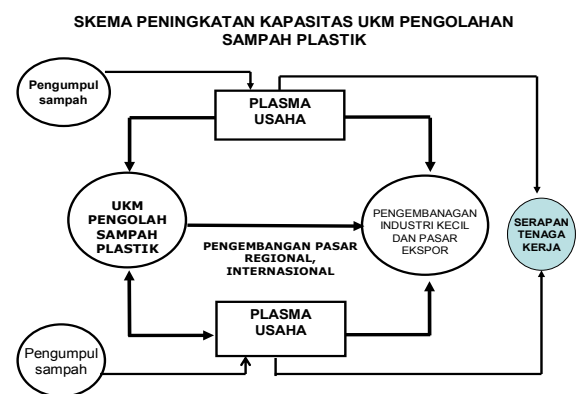 SKEMA PENINGKATAN KAPASITAS UKM PENGOLAHAN
SAMPAH PLASTIK
Pengumpul
sampah
PLASMA
USAHA
UKM
PENGOLAH
SAMPAH
PLASTIK
PENGEMBANGAN PASAR
REGIONAL,
INTERNASIONAL
PENGEMBANAGAN
INDUSTRI KECIL
DAN PASAR
EKSPOR
SERAPAN
TENAGA
KERJA
PLASMA
USAHA
Pengumpul
sampah